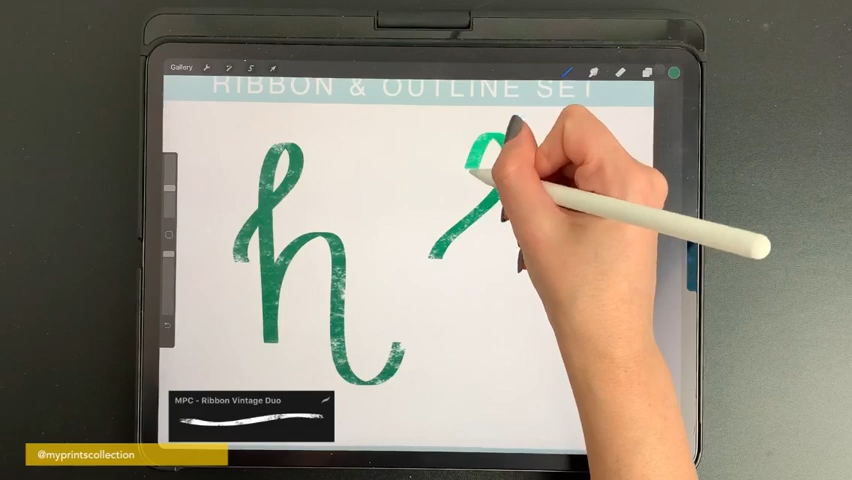 Gallery
RIBBON & OUTLINE SET
h
MPC - Ribbon Vintage Duo
@myprintscollection